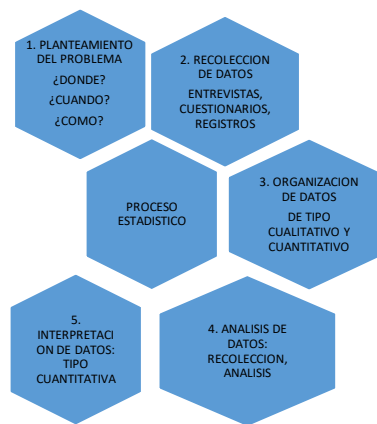 1. PLANTEAMIENTO
DEL PROBLEMA
¿DONDE?
¿CUANDO?
¿COMO?
2. RECOLECCION
DE DATOS
ENTREVISTAS,
CUESTIONARIOS,
REGISTROS
PROCESO
ESTADISTICO
3. ORGANIZACION
DE DATOS
DE TIPO
CUALITATIVO Y
CUANTITATIVO
5.
INTERPRETACI
ON DE DATOS:
TIPO
CUANTITATIVA
4. ANALISIS DE
DATOS:
RECOLECCION,
ANALISIS